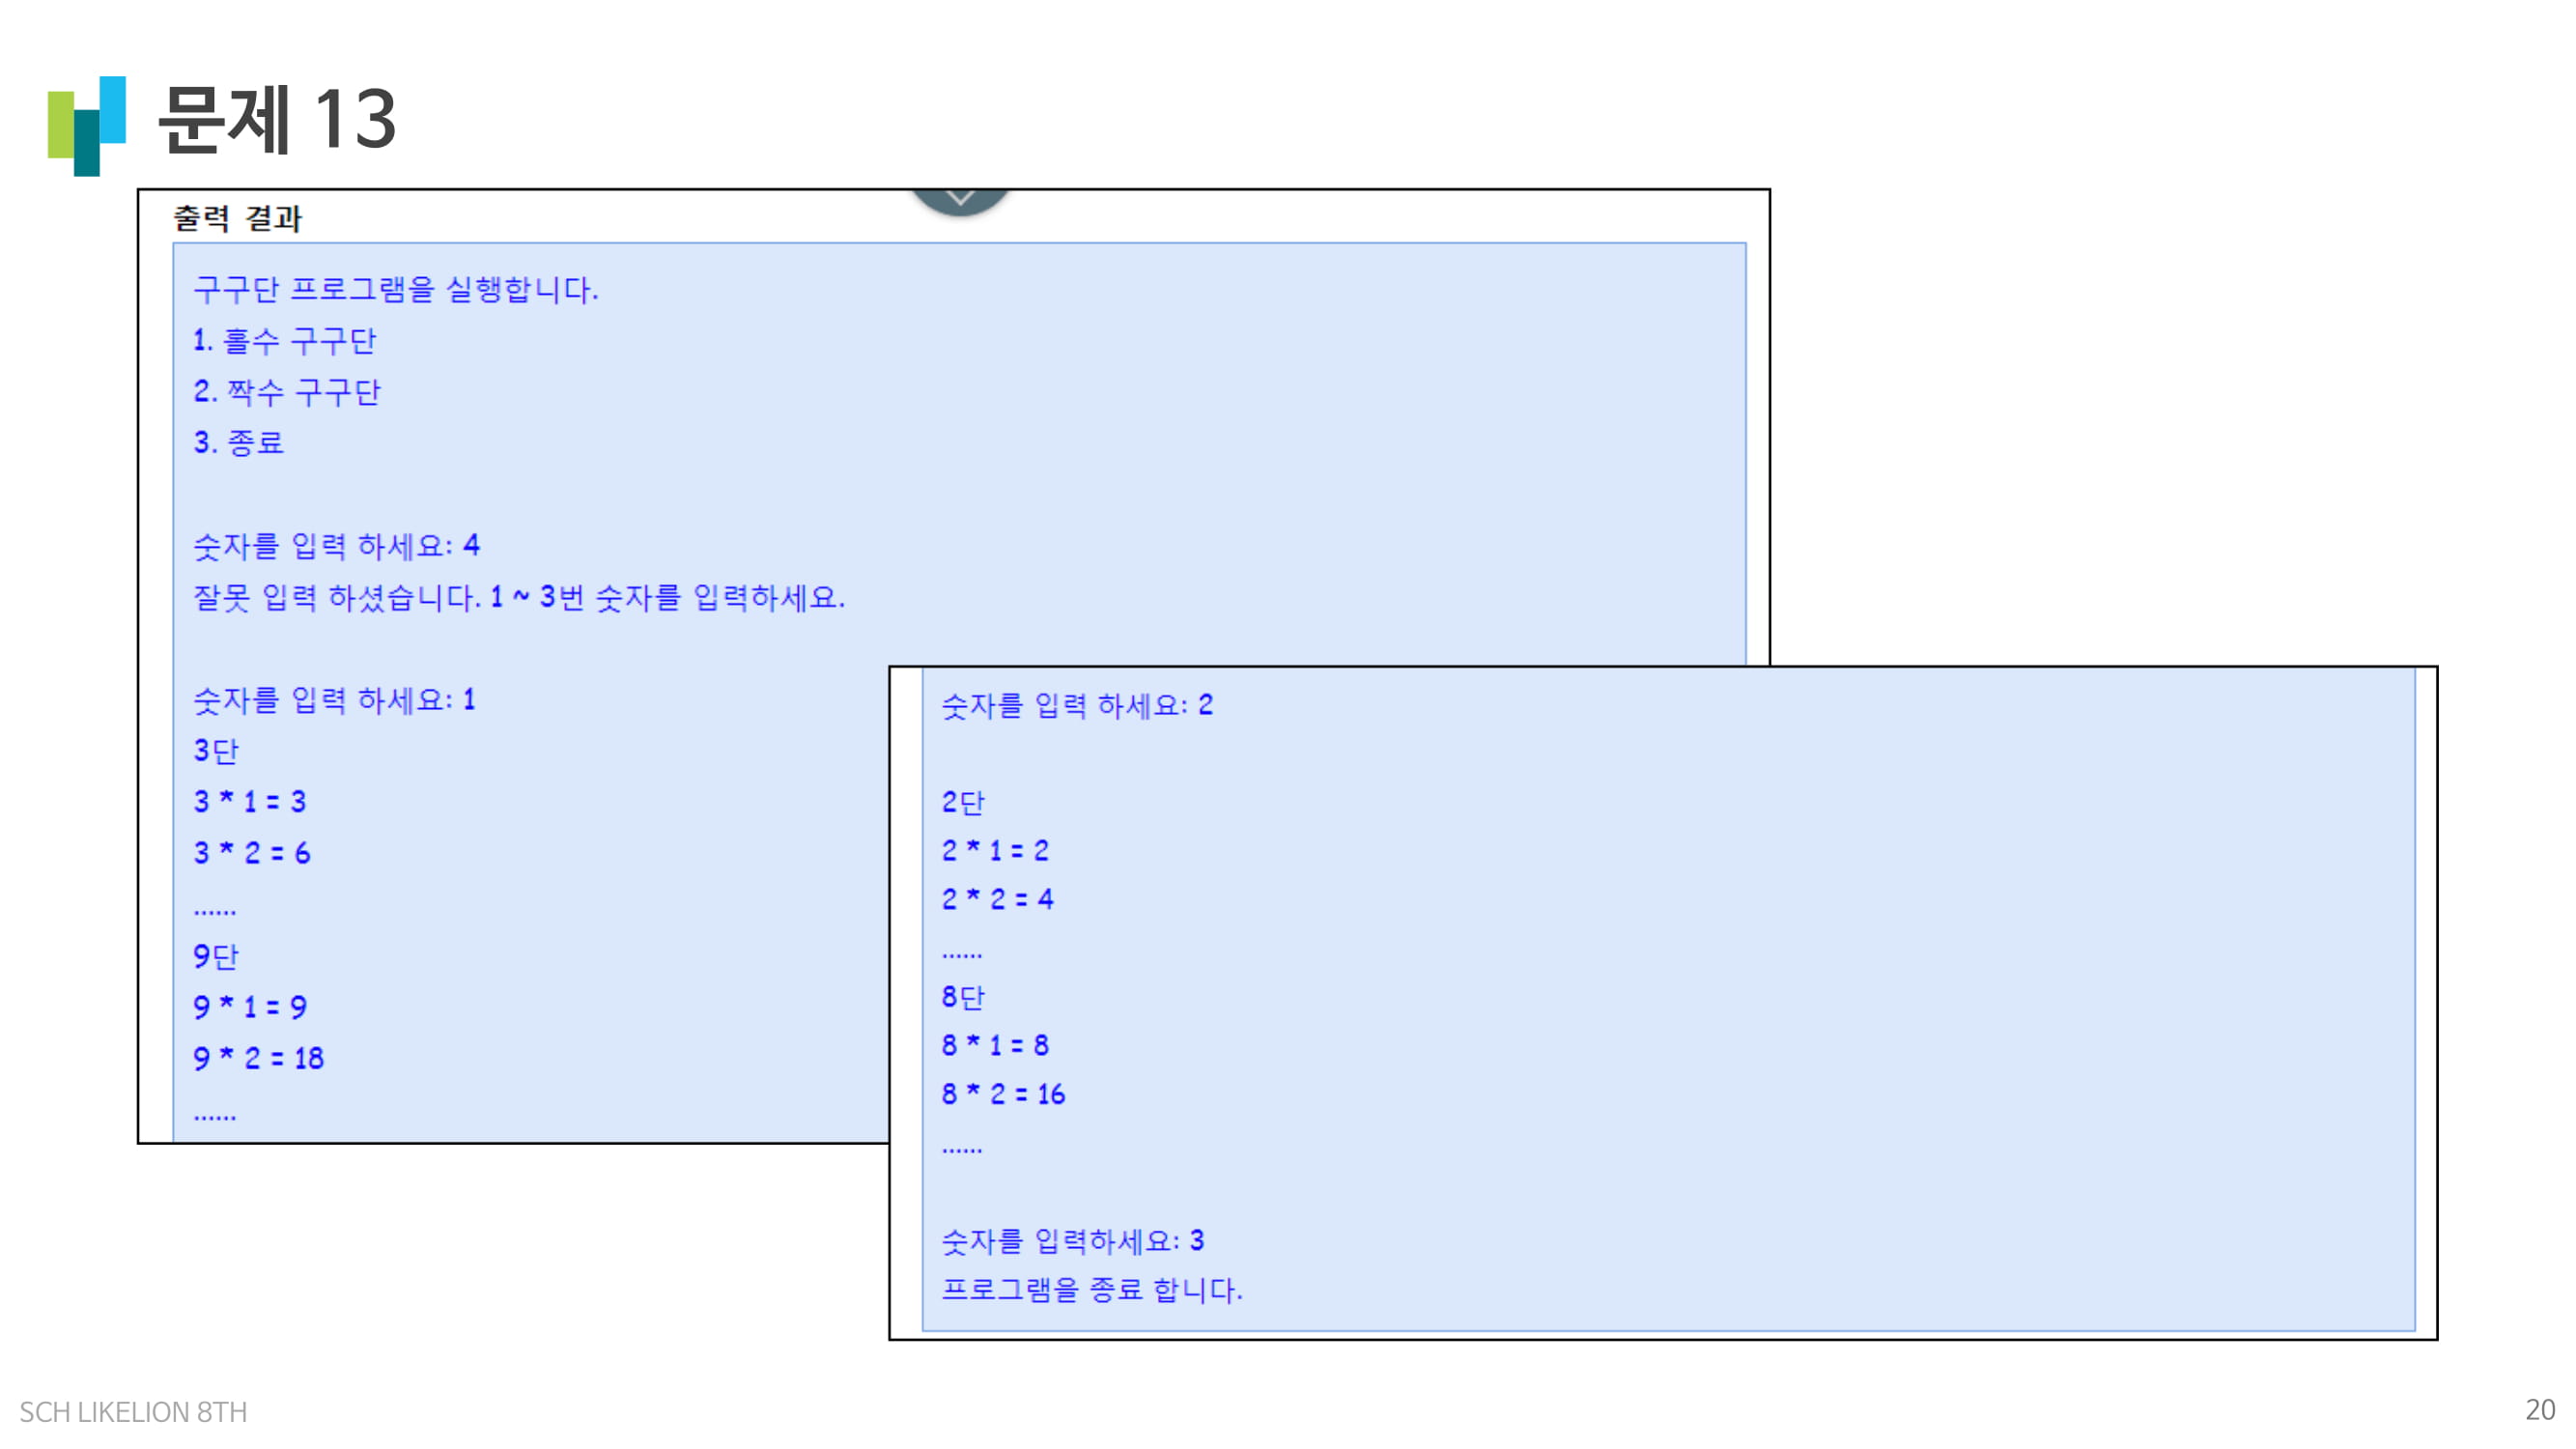 문제 13
출력 결과
구구단 프로그램을 실행합니다.
1. 홀수 구구단
2. 짝수 구구단
3. 종료
숫자를 입력 하세요: 4
잘못 입력 하셨습니다. 1 ~ 3번 숫자를 입력하세요.
숫자를 입력 하세요: 1
3단
3 * 1 = 3
3 * 2 = 6
......
9단
9 * 1 = 9
9 * 2 = 18
......
숫자를 입력 하세요: 2
2단
2 * 1 = 2
2 * 2 = 4
......
8단
8 * 1 = 8
8 * 2 = 16
......
숫자를 입력하세요: 3
프로그램을 종료 합니다.
SCH LIKELION 8TH
20